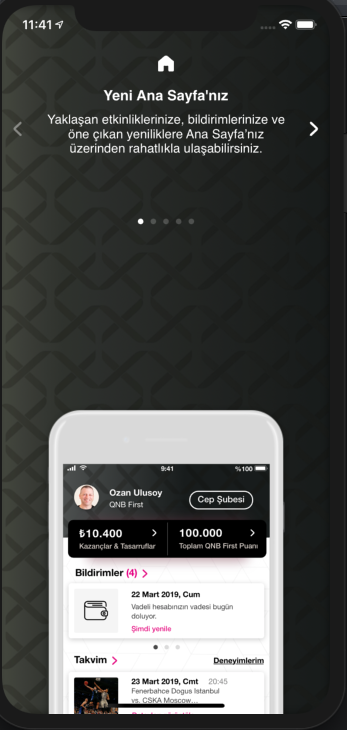 11:41
Yeni Ana Sayfa'nız
Yaklaşan etkinliklerinize, bildirimlerinize ve
öne çıkan yeniliklere Ana Sayfa'nız
üzerinden rahatlıkla ulaşabilirsiniz.
9:41
%100
Ozan Ulusoy
QNB First
Cep Şubesi
₺10.400
100.000
Kazançlar & Tasarruflar
Toplam QNB First Puanı
Bildirimler (4)
22 Mart 2019, Cum
Vadeli hesabınızın vadesi bugün
doluyor.
Şimdi yenile
Takvim
Deneyimlerim
23 Mart 2019, Cmt 20:45
Fenerbahce Dogus Istanbul
vs. CSKA Moscow...